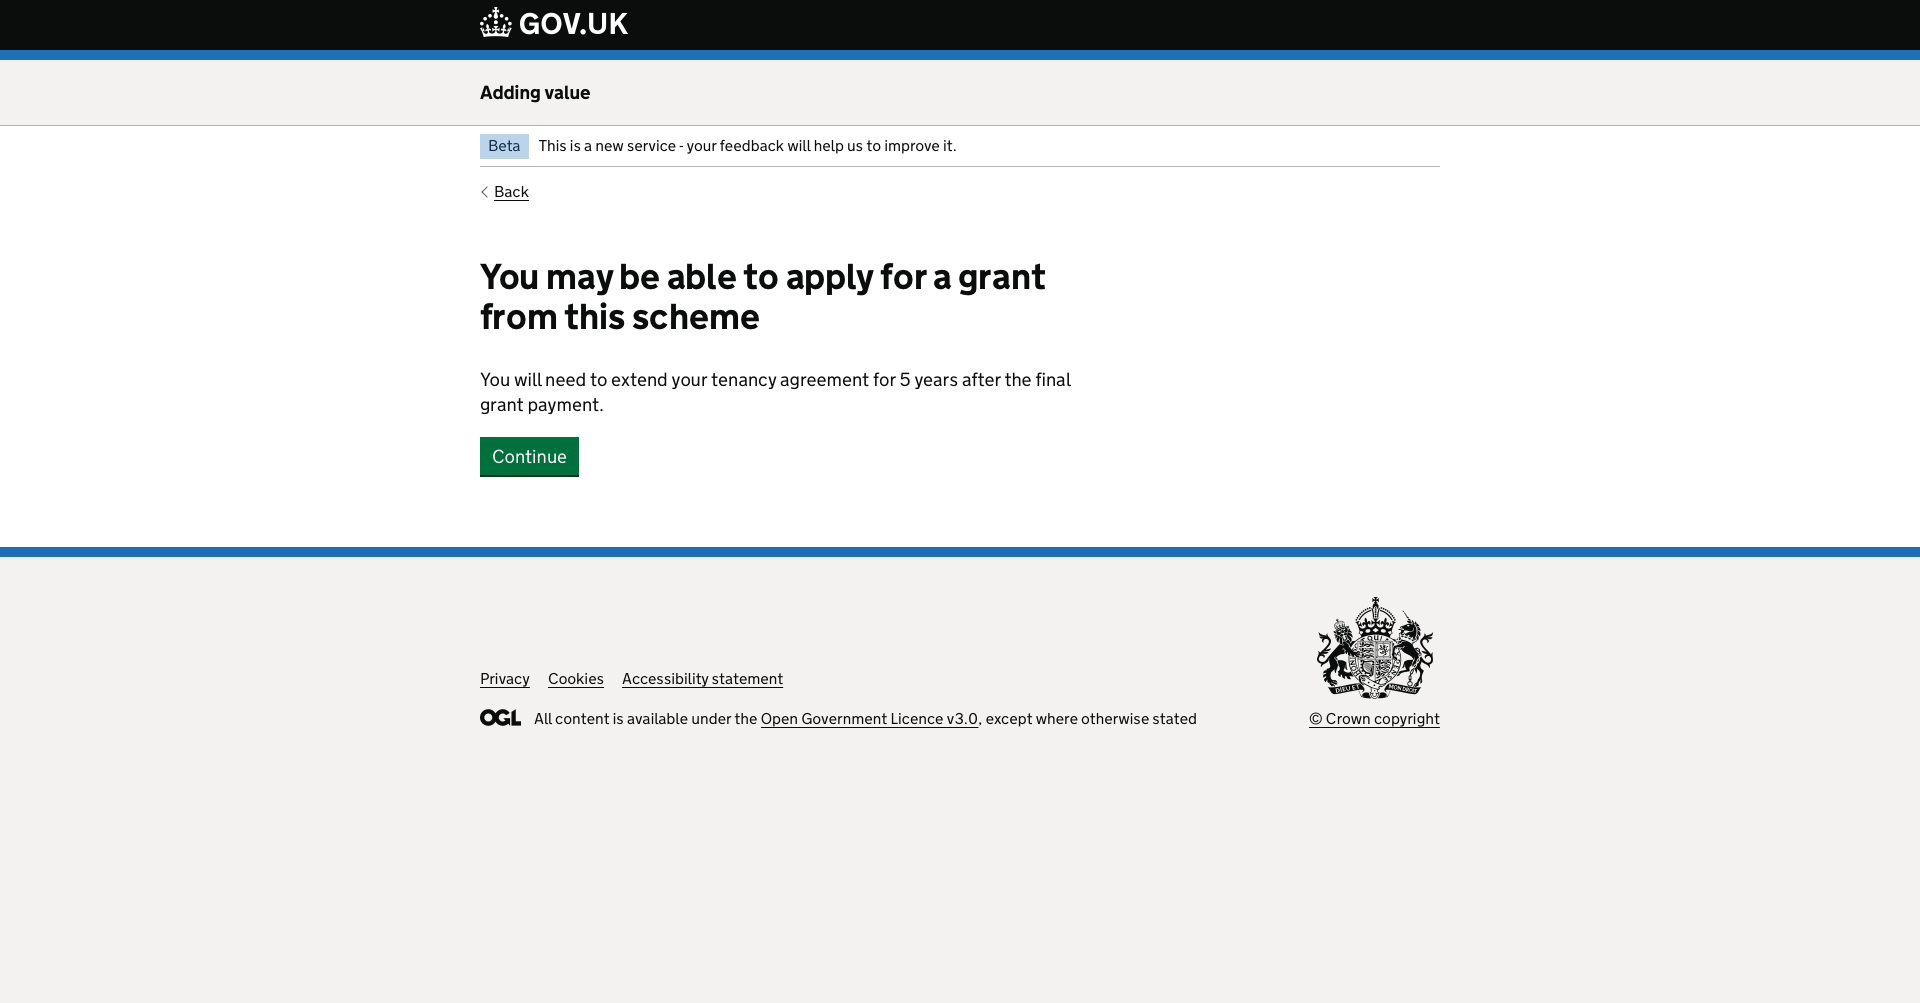 GOV.UK
Adding value
Beta This is a new service - your feedback will help us to improve it.
Back
You may be able to apply for a grant
from this scheme
You will need to extend your tenancy agreement for 5 years after the final
grant payment.
Continue
Privacy Cookies Accessibility statement
OGL All content is available under the Open Government Licence v3.0, except where otherwise stated
© Crown copyright